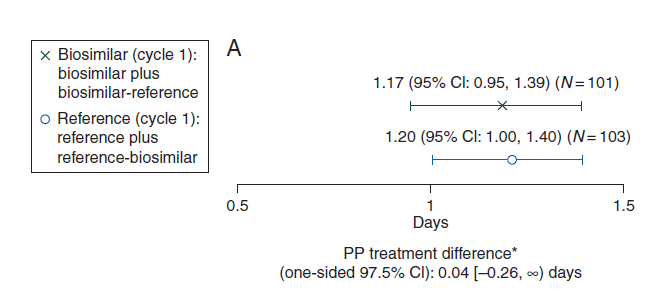 A
Biosimilar (cycle 1):
biosimilar plus
biosimilar-reference
Reference (cycle 1):
reference plus
reference-biosimilar
1.17 (95% CI: 0.95, 1.39) (N=101)
1.20 (95% CI: 1.00, 1.40) (N=103)
0.5 1 1.5
Days
PP treatment difference*
(one-sided 97.5% CI): 0.04 [–0.26, ∞) days